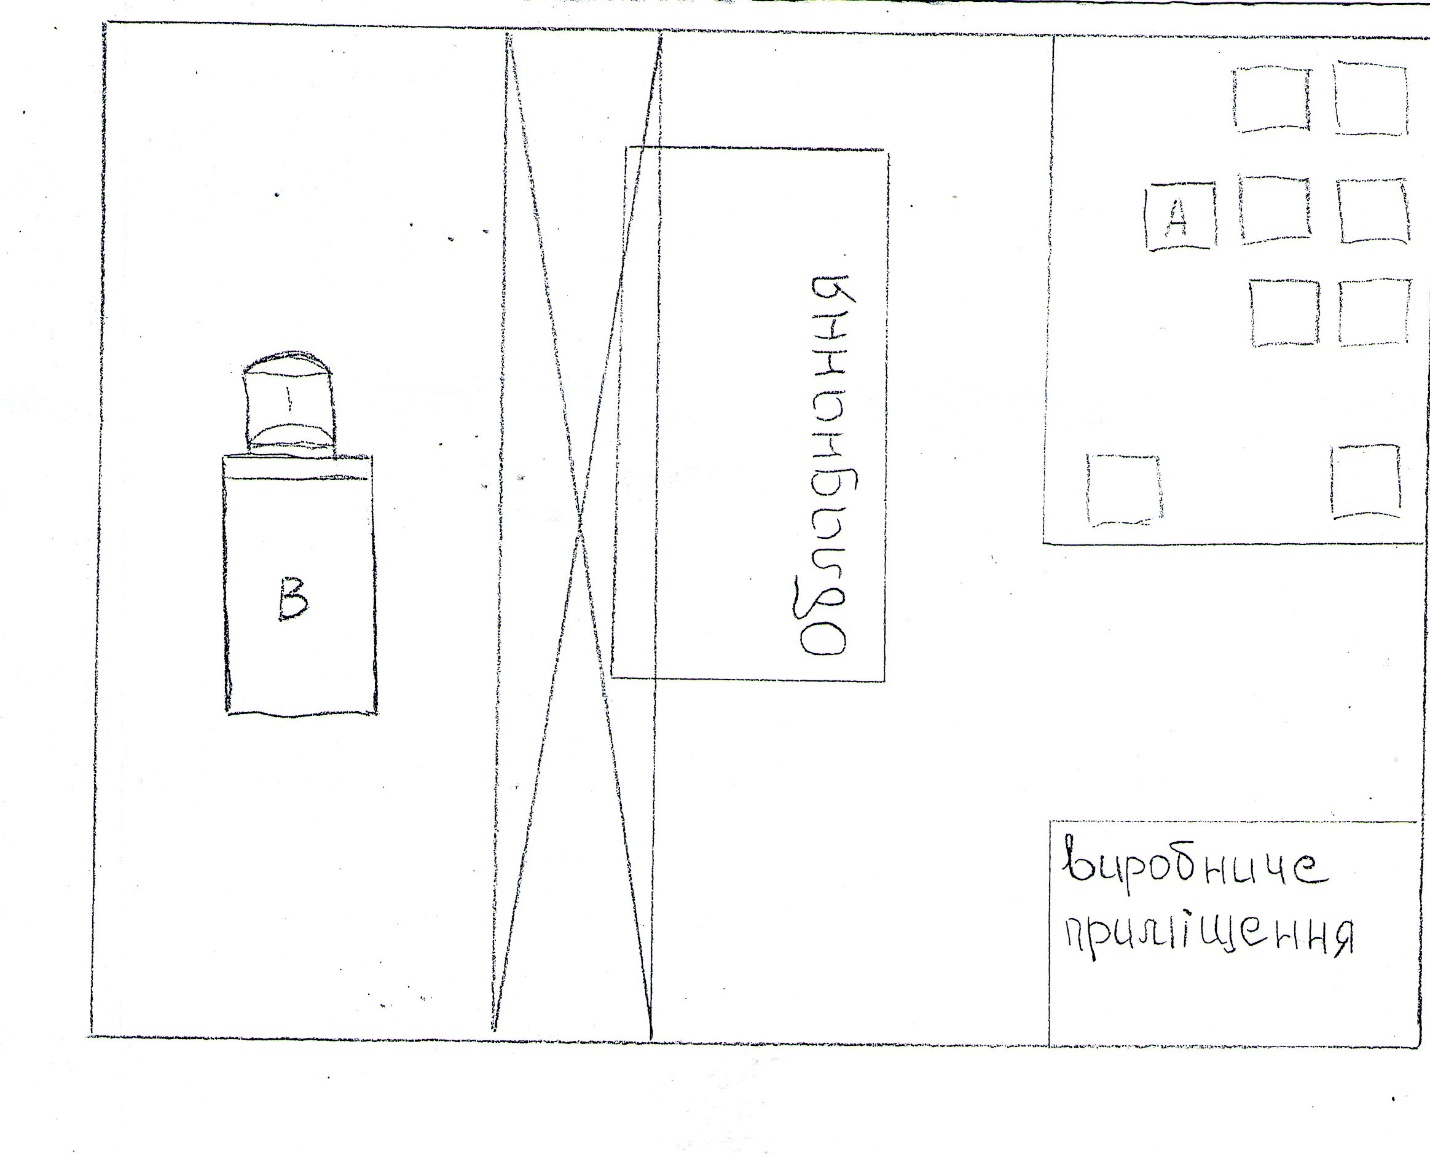 А
Обладнання
В
виробниче
приміщення